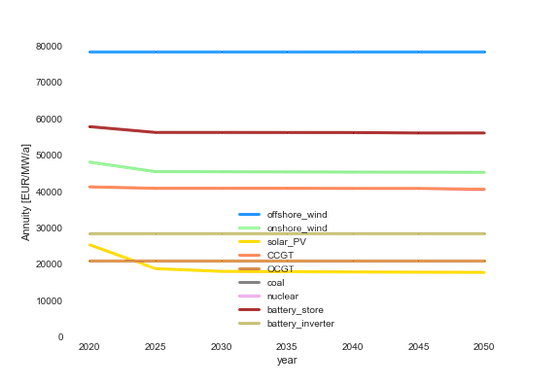 80000
70000
60000
50000
40000
30000
20000
10000
0
Annuity [EUR/MW/a]
offshore_wind
onshore_wind
solar_PV
CCGT
OCGT
coal
nuclear
battery_store
battery_inverter
2020 2025 2030 2035 2040 2045 2050
year